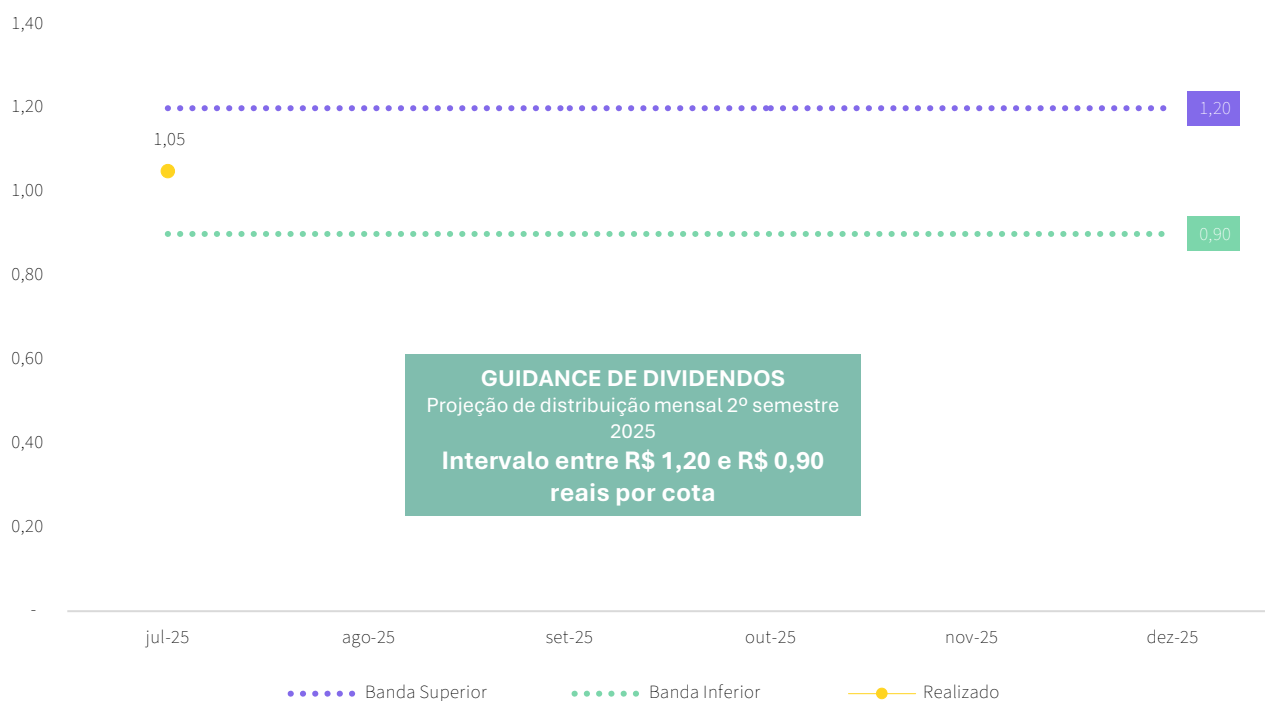 1,40
1,20
1,20
1,05
1,00
0,90
0,80
0,60
GUIDANCE DE DIVIDENDOS
Projeção de distribuição mensal 2º semestre
2025
0,40
Intervalo entre R$ 1,20 e R$ 0,90
reais por cota
0,20
-
jul-25 ago-25 set-25 out-25 nov-25 dez-25
Banda Superior Banda Inferior Realizado